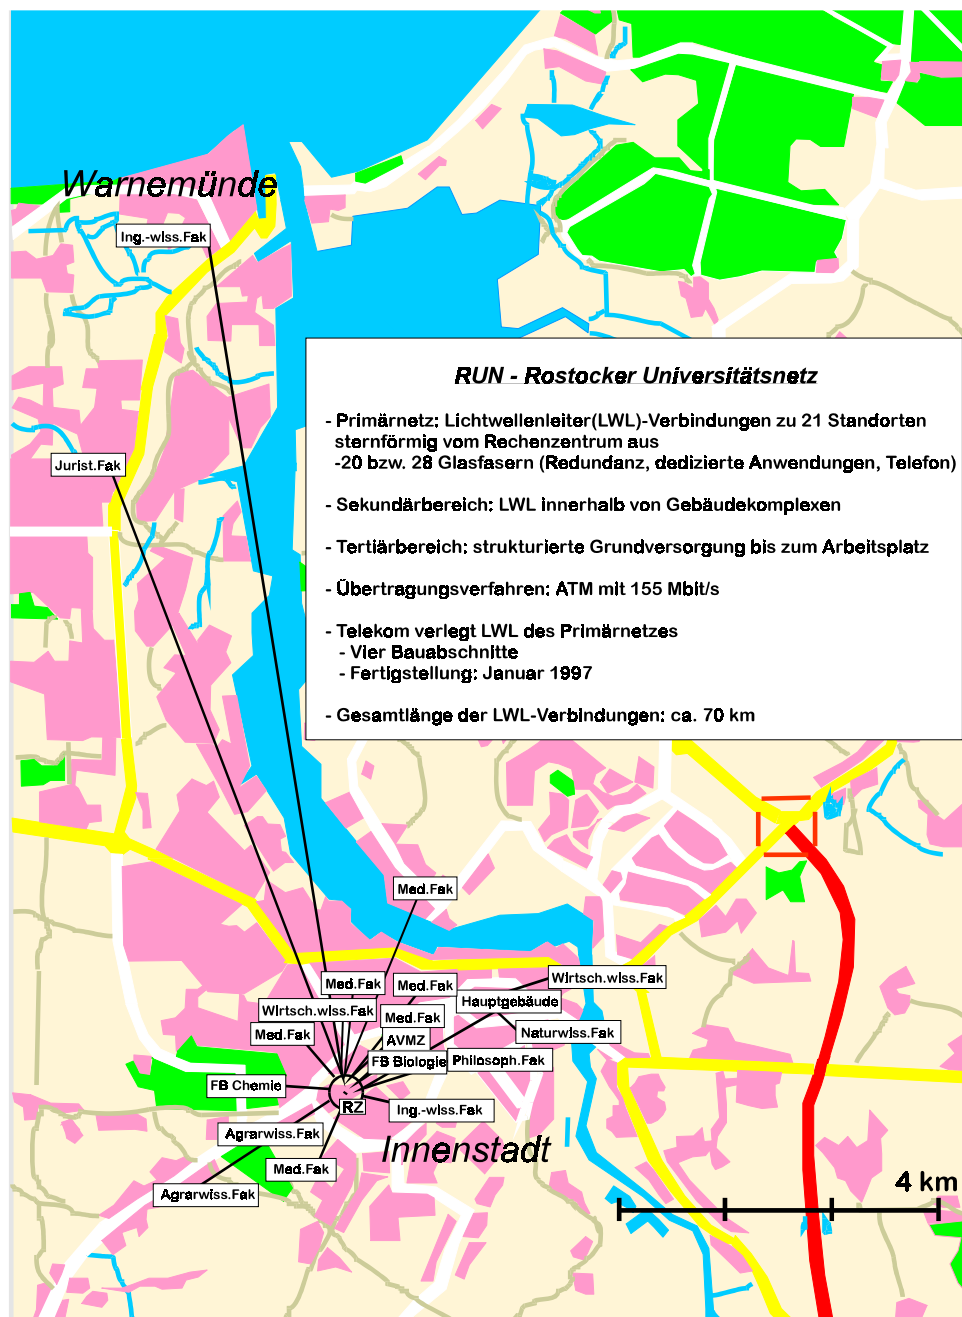 Warnemünde
Ing.-wiss.Fak
RUN - Rostocker Universitätsnetz
- Primärnetz: Lichtwellenleiter(LWL)-Verbindungen zu 21 Standorten
sternförmig vom Rechenzentrum aus
-20 bzw. 28 Glasfasern (Redundanz, dedizierte Anwendungen, Telefon)
- Sekundärbereich: LWL innerhalb von Gebäudekomplexen
- Tertiärbereich: strukturierte Grundversorgung bis zum Arbeitsplatz
- Übertragungsverfahren: ATM mit 155 Mbit/s
- Telekom verlegt LWL des Primärnetzes
- Vier Bauabschnitte
- Fertigstellung: Januar 1997
- Gesamtlänge der LWL-Verbindungen: ca. 70 km
Jurist.Fak
Med.Fak
Wirtsch.wiss.Fak
Med.Fak
Med.Fak
Hauptgebäude
Wirtsch.wiss.Fak
Med.Fak
Med.Fak
AVMZ
Naturwiss.Fak
FB Biologie
Philosoph.Fak
FB Chemie
RZ
Ing.-wiss.Fak
Agrarwiss.Fak
Innenstadt
Med.Fak
Agrarwiss.Fak
4 km